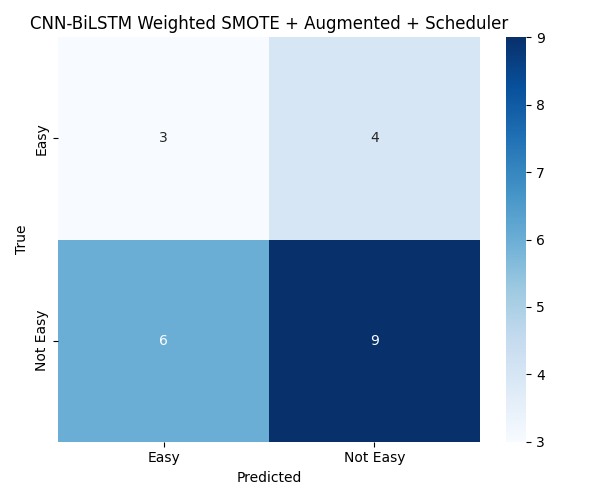 CNN-BiLSTM Weighted SMOTE + Augmented + Scheduler
9
8
7
6
5
4
3
True
Easy
3
4
Not Easy
6
9
Easy
Not Easy
Predicted